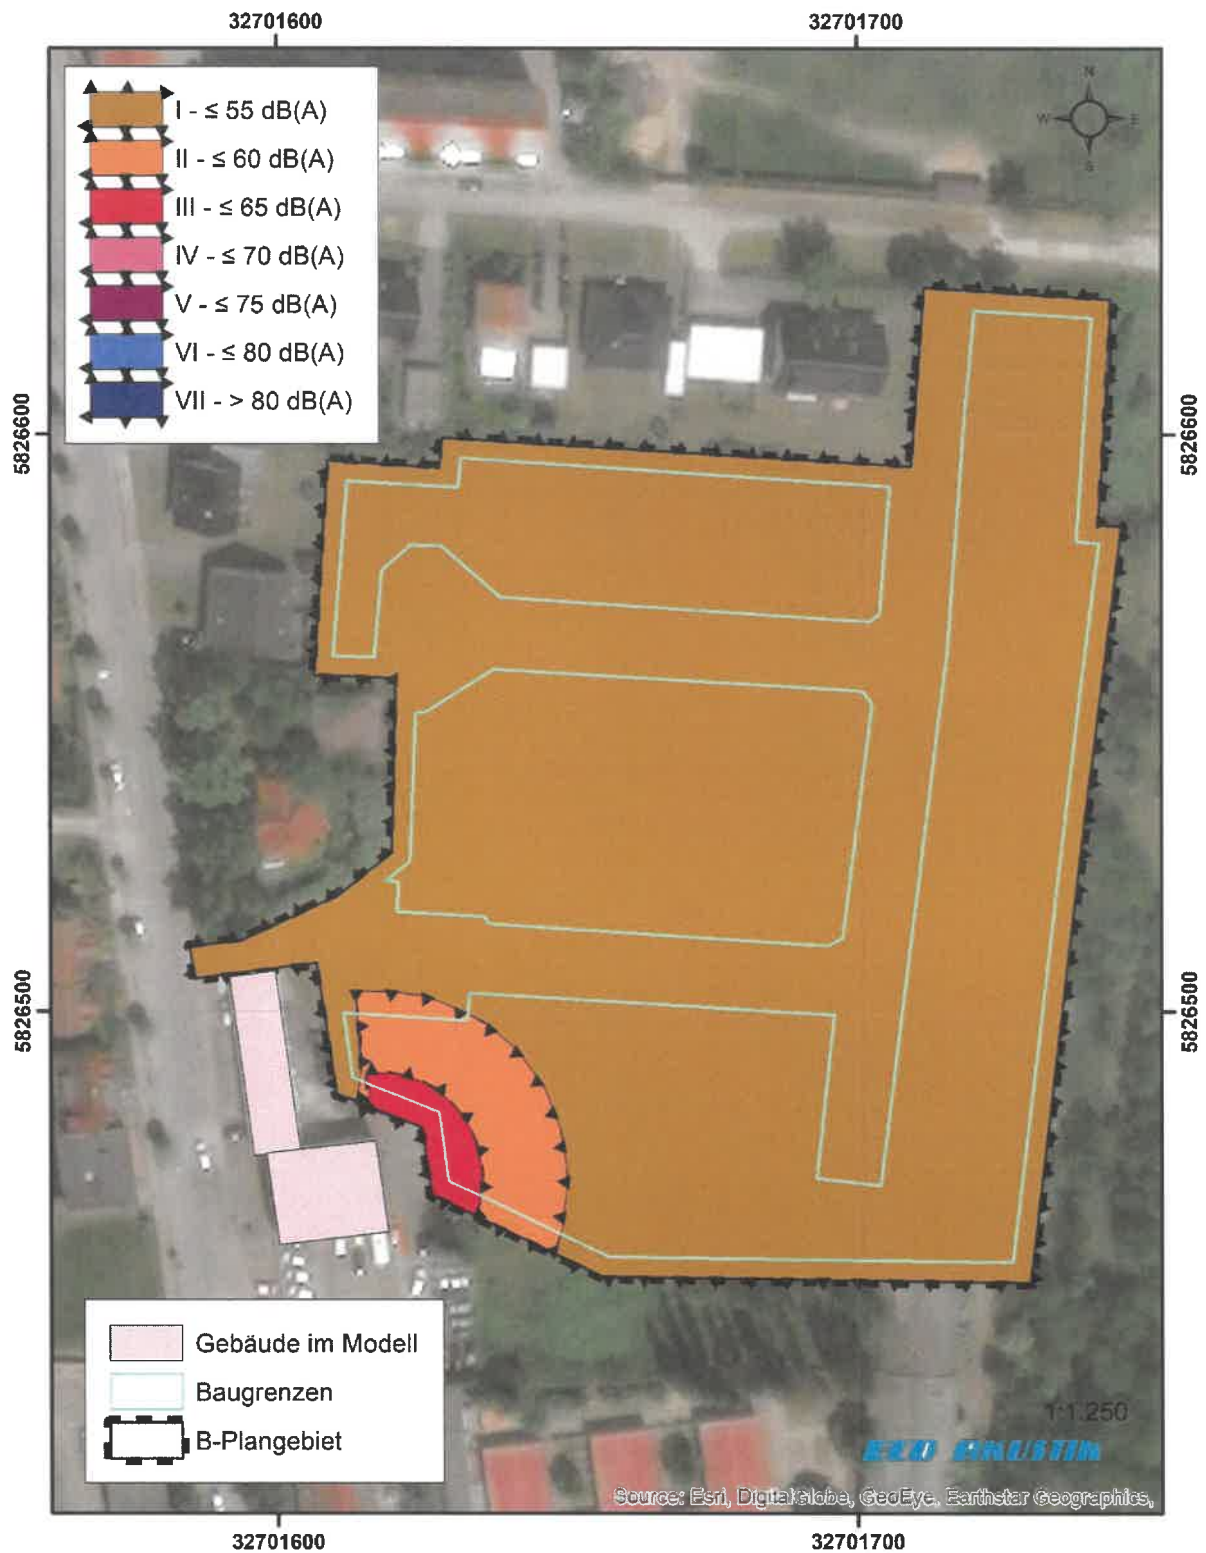 32701600 32701700
N
W E
S
I - ≤ 55 dB(A)
II - ≤ 60 dB(A)
III - ≤ 65 dB(A)
IV - ≤ 70 dB(A)
V - ≤ 75 dB(A)
VI - ≤ 80 dB(A)
VII - > 80 dB(A)
5826600 5826600
5826500 5826500
Gebäude im Modell
Baugrenzen
B-Plangebiet
1:1.250
ECO AKUSTIK
Source: Esri, DigitalGlobe, GeoEye, Earthstar Geographics,
32701600 32701700